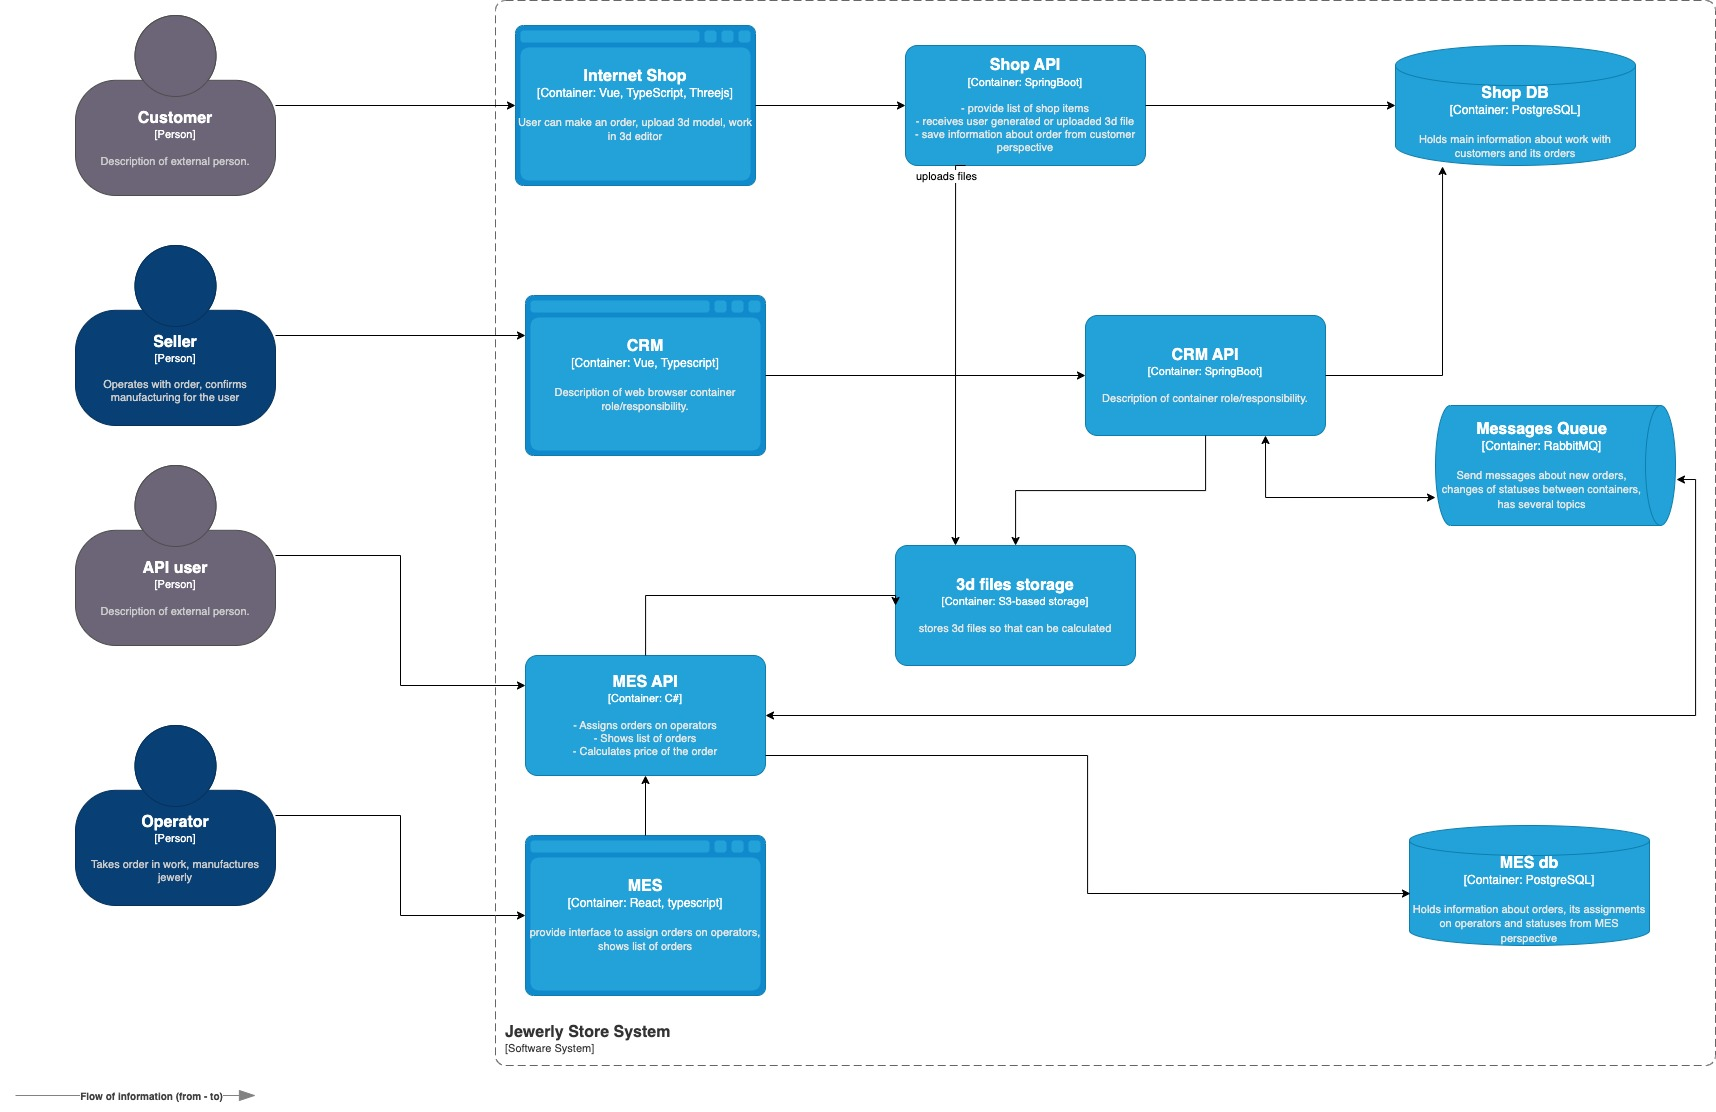 Customer
[Person]
Description of external person.
Internet Shop
[Container: Vue, TypeScript, Threejs]
User can make an order, upload 3d model, work
in 3d editor
Shop API
[Container: SpringBoot]
- provide list of shop items
- receives user generated or uploaded 3d file
- save information about order from customer
perspective
uploads files
Shop DB
[Container: PostgreSQL]
Holds main information about work with
customers and its orders
Seller
[Person]
Operates with order, confirms
manufacturing for the user
CRM
[Container: Vue, Typescript]
Description of web browser container
role/responsibility.
CRM API
[Container: SpringBoot]
Description of container role/responsibility.
Messages Queue
[Container: RabbitMQ]
Send messages about new orders,
changes of statuses between containers,
has several topics
API user
[Person]
Description of external person.
3d files storage
[Container: S3-based storage]
stores 3d files so that can be calculated
MES API
[Container: C#]
- Assigns orders on operators
- Shows list of orders
- Calculates price of the order
Operator
[Person]
Takes order in work, manufactures
jewerly
MES
[Container: React, typescript]
provide interface to assign orders on operators,
shows list of orders
MES db
[Container: PostgreSQL]
Holds information about orders, its assignments
on operators and statuses from MES
perspective
Jewerly Store System
[Software System]
Flow of information (from - to)